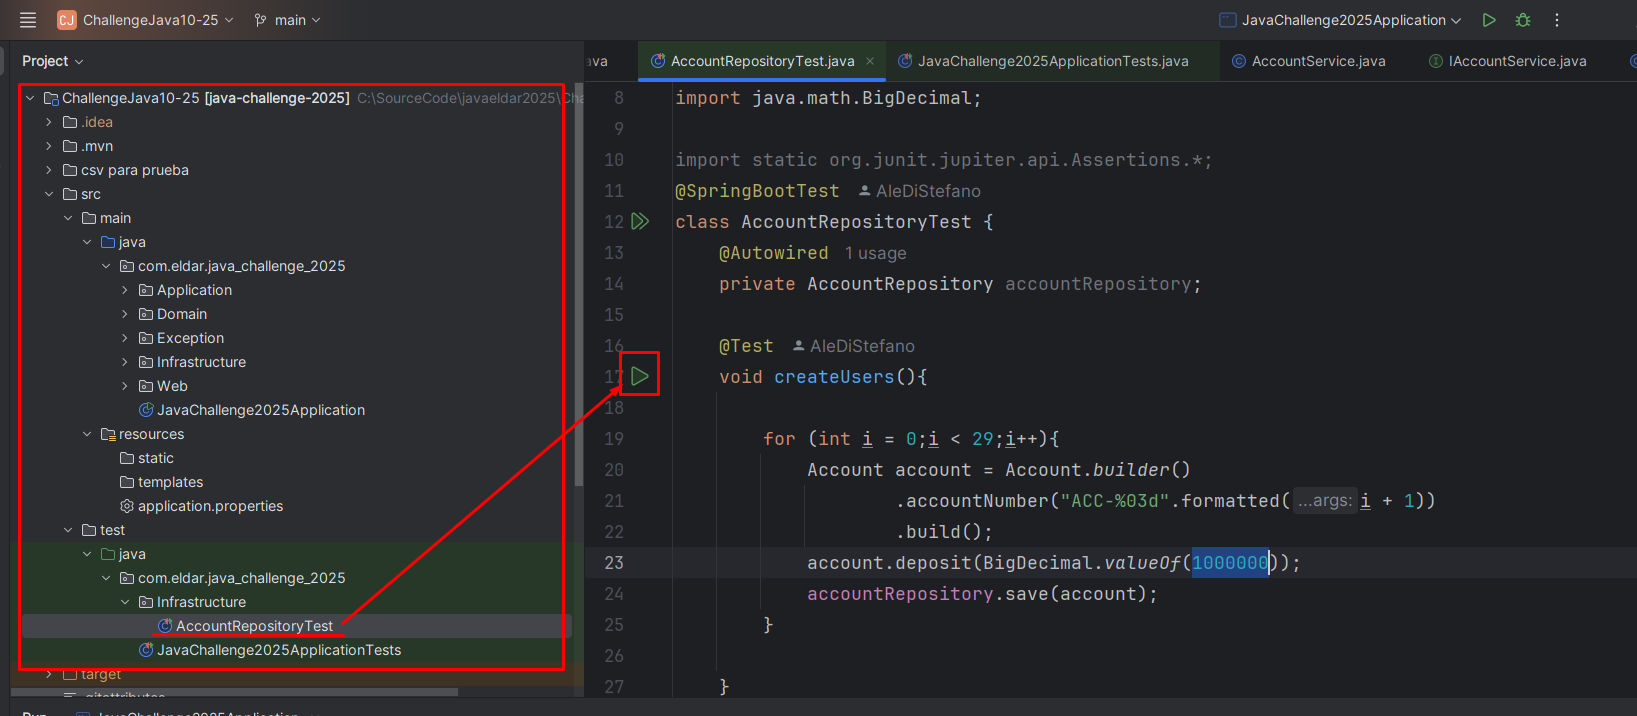 CJ ChallengeJava10-25 main JavaChallenge2025Application
Project
ava AccountRepositoryTest.java JavaChallenge2025ApplicationTests.java AccountService.java IAccountService.java
ChallengeJava10-25 [java-challenge-2025] C:\SourceCode\javaeldar2025\Cha
.idea
.mvn
csv para prueba
src
main
java
com.eldar.java_challenge_2025
Application
Domain
Exception
Infrastructure
Web
JavaChallenge2025Application
resources
static
templates
application.properties
test
java
com.eldar.java_challenge_2025
Infrastructure
AccountRepositoryTest
JavaChallenge2025ApplicationTests
target
.gitattributes
8 import java.math.BigDecimal;
9
10 import static org.junit.jupiter.api.Assertions.*;
11 @SpringBootTest AleDiStefano
12 class AccountRepositoryTest {
13 @Autowired 1 usage
14 private AccountRepository accountRepository;
15
16 @Test AleDiStefano
17 void createUsers(){
18
19 for (int i = 0;i < 29;i++){
20 Account account = Account.builder()
21 .accountNumber("ACC-%03d".formatted( ...args: i + 1))
22 .build();
23 account.deposit(BigDecimal.valueOf(1000000));
24 accountRepository.save(account);
25 }
26
27 }
Run JavaChallenge2025Application